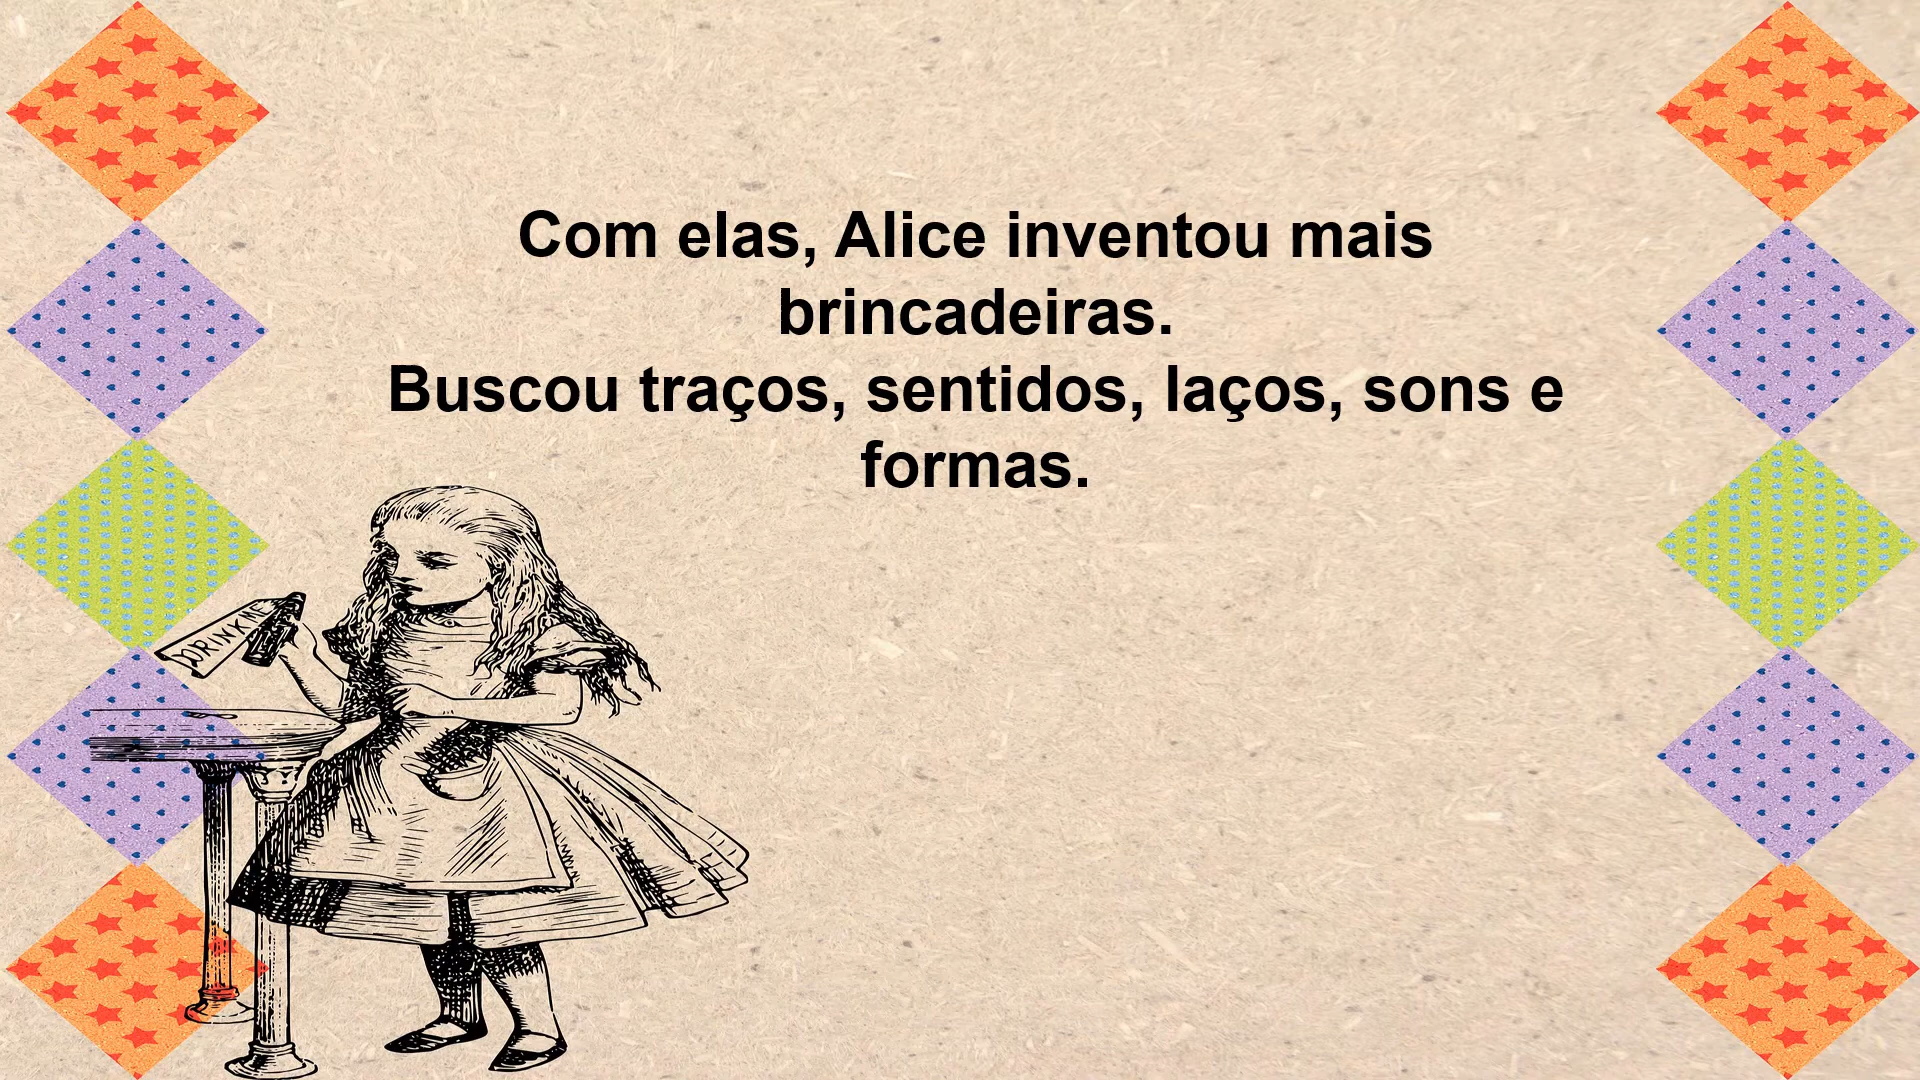 Com elas, Alice inventou mais
brincadeiras.
Buscou traços, sentidos, laços, sons e
formas.
DRINK ME